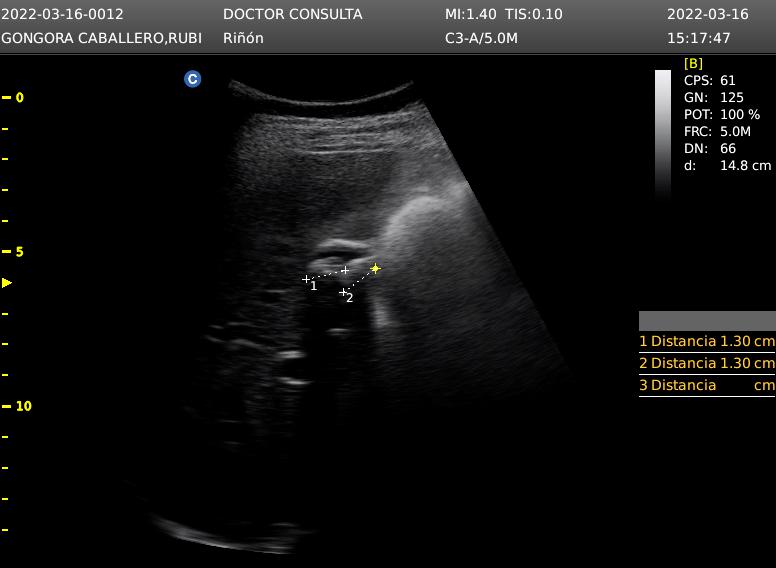 2022-03-16-0012 DOCTOR CONSULTA MI:1.40 TIS:0.10 2022-03-16
GONGORA CABALLERO,RUBI Riñón C3-A/5.0M 15:17:47
C
[B]
CPS: 61
GN: 125
POT: 100 %
FRC: 5.0M
DN: 66
d: 14.8 cm
0
5
10
1
2
1 Distancia 1.30 cm
2 Distancia 1.30 cm
3 Distancia cm